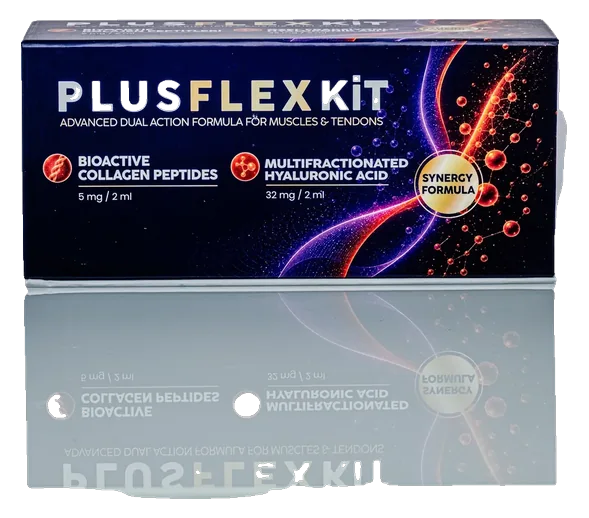 PLUSFLEXKiT
ADVANCED DUAL ACTION FORMULA FÖR MUSCLES & TENDONS
BIOACTIVE
COLLAGEN PEPTIDES
5 mg / 2 ml
MULTIFRACTIONATED
HYALURONIC ACID
32 mg / 2 ml
SYNERGY
FORMULA